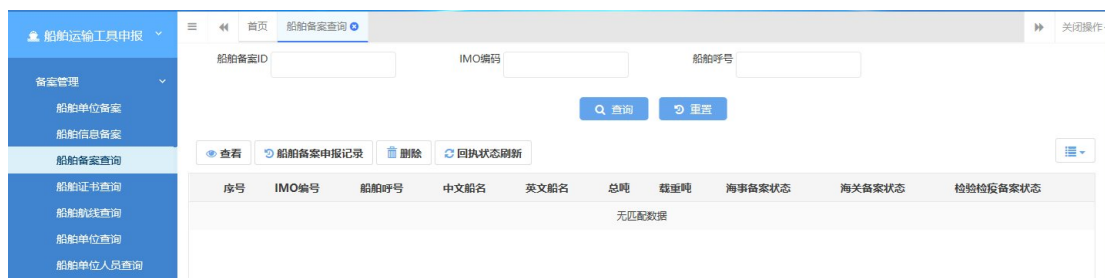 船舶运输工具申报
首页 船舶备案查询 关闭操作
备案管理
船舶单位备案
船舶信息备案
船舶备案查询
船舶证书查询
船舶航线查询
船舶单位查询
船舶单位人员查询
船舶备案ID IMO编码 船舶呼号
查询 重置
查看 船舶备案申报记录 删除 回执状态刷新
序号 IMO编号 船舶呼号 中文船名 英文船名 总吨 载重吨 海事备案状态 海关备案状态 检验检疫备案状态
无匹配数据